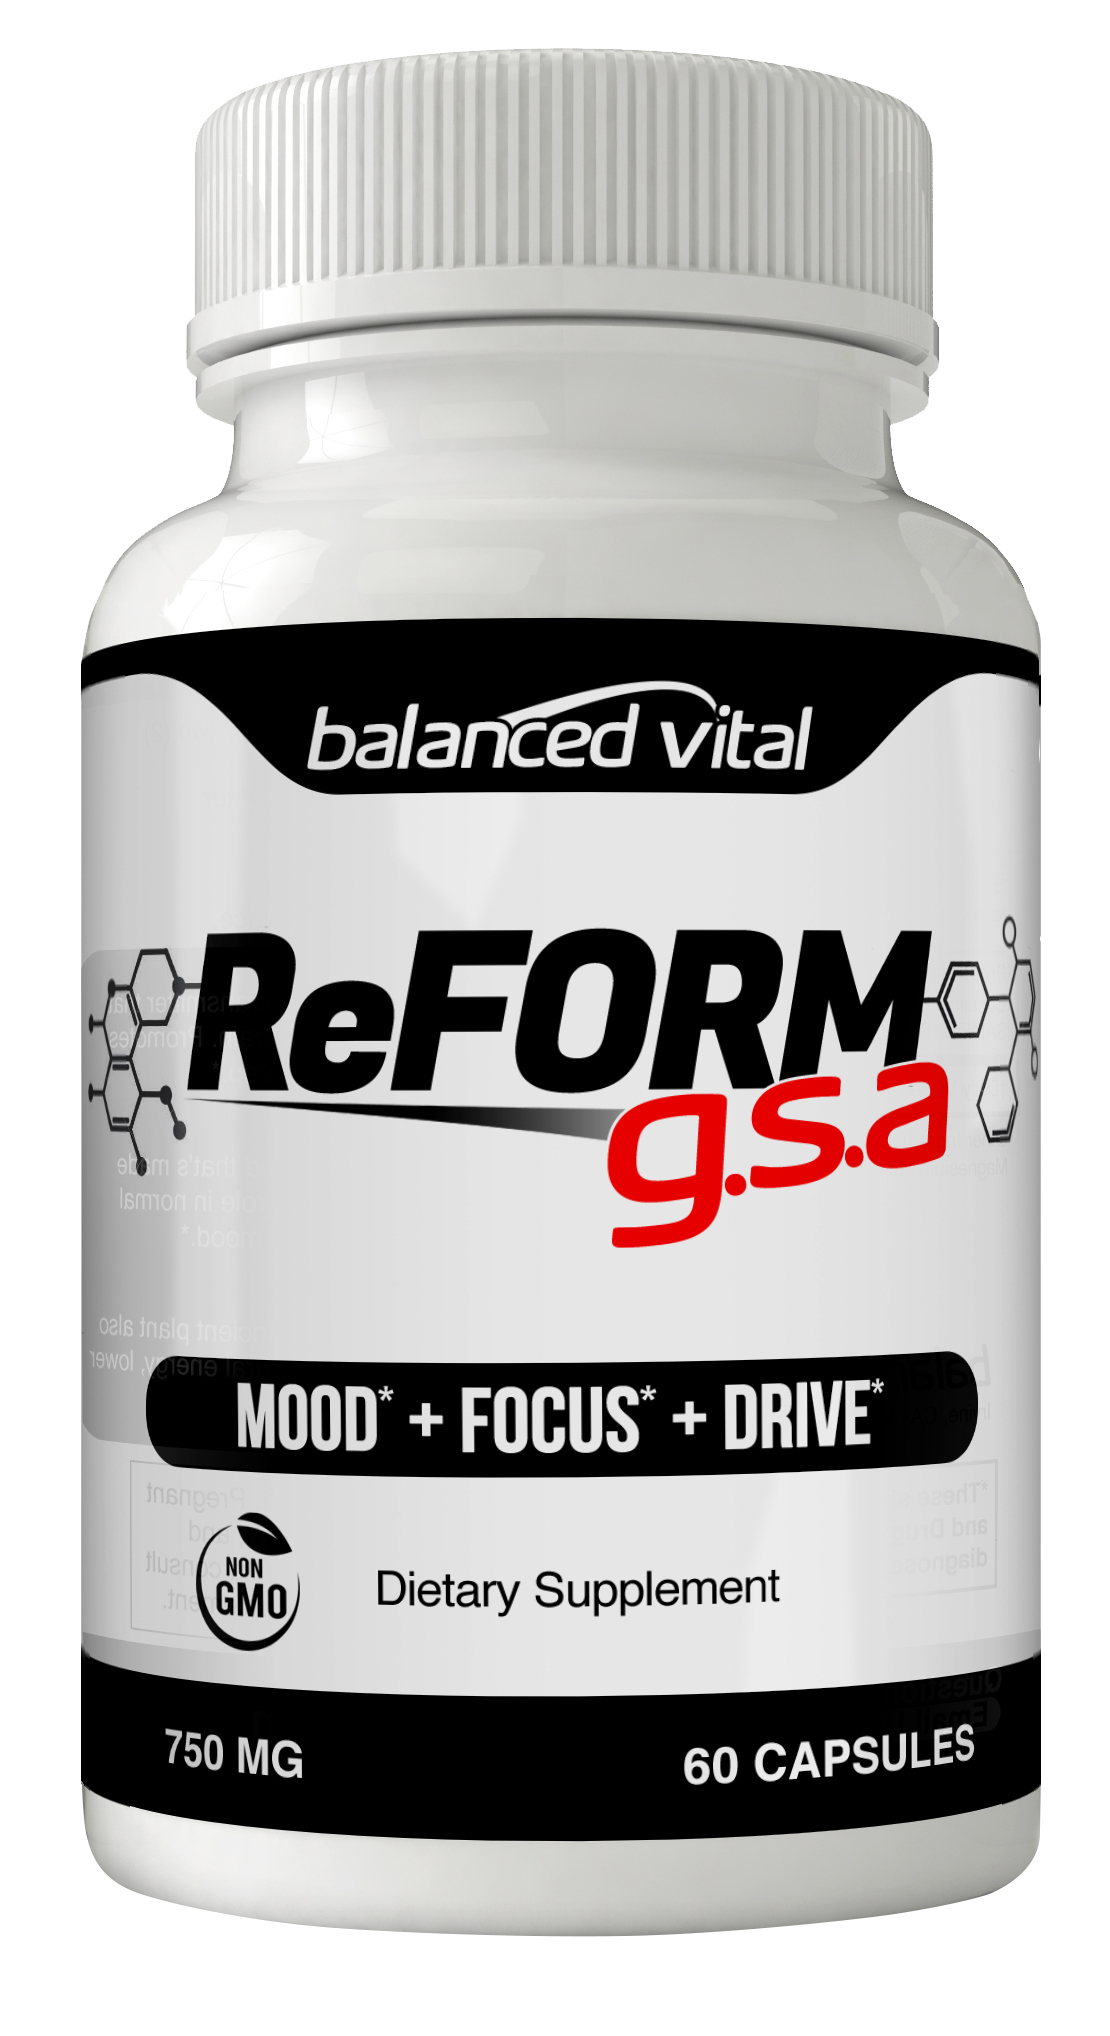 balanced vital
ReFORM
g.s.a
MOOD* + FOCUS* + DRIVE*
NON
GMO
Dietary Supplement
750 MG
60 CAPSULES